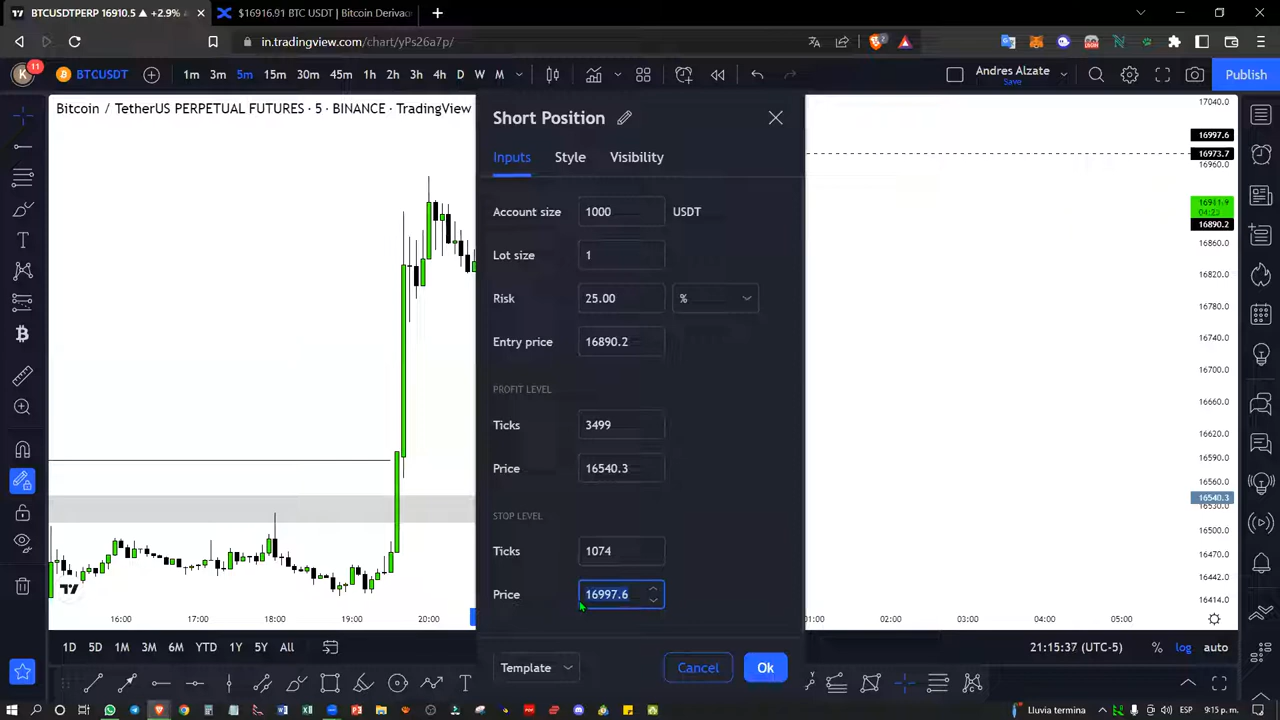 BTCUSDTPERP 16910.5 ▲ +2.9%
$16916.91 BTC USDT | Bitcoin Derivac
in.tradingview.com/chart/yPs26a7p/
K 11
BTCUSDT
1m 3m 5m 15m 30m 45m 1h 2h 3h 4h D W M
Andres Alzate
Save
Publish
Bitcoin / TetherUS PERPETUAL FUTURES · 5 · BINANCE · TradingView
Short Position
Inputs Style Visibility
Account size 1000 USDT
Lot size 1
Risk 25.00 %
Entry price 16890.2
PROFIT LEVEL
Ticks 3499
Price 16540.3
STOP LEVEL
Ticks 1074
Price 16997.6
Template
Cancel
Ok
17040.0
16997.6
16973.7
16960.0
04:23
16890.2
16860.0
16820.0
16780.0
16740.0
16700.0
16660.0
16620.0
16590.0
16560.0
16540.3
16530.0
16500.0
16470.0
16442.0
16414.0
16:00 17:00 18:00 19:00 20:00 01:00 02:00 03:00 04:00 05:00
1D 5D 1M 3M 6M YTD 1Y 5Y All
21:15:37 (UTC-5) % log auto
Lluvia termina
ESP
9:15 p. m.